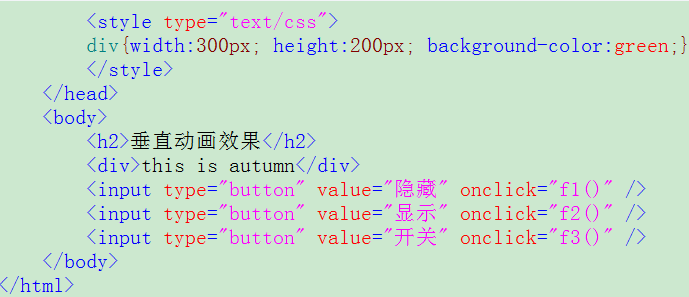 <style type="text/css">
div{width:300px; height:200px; background-color:green;}
</style>
</head>
<body>
<h2>垂直动画效果</h2>
<div>this is autumn</div>
<input type="button" value="隐藏" onclick="f1()" />
<input type="button" value="显示" onclick="f2()" />
<input type="button" value="开关" onclick="f3()" />
</body>
</html>